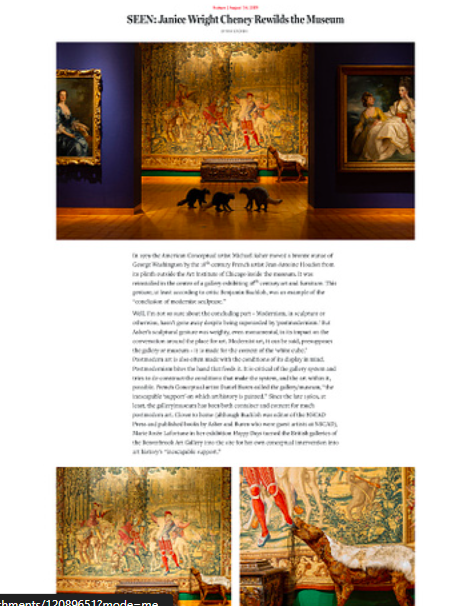 SEEN: Janice Wright Cheney Rewilds the Museum
In 1979 the American Conceptual artist Michael Asher moved a bronze statue of
George Washington by the 18th century French artist Jean-Antoine Houdon from
its plinth outside the Art Institute of Chicago inside the museum. It was
reinstalled in the centre of a gallery exhibiting 18th century art and furniture. This
gesture, at least according to critic Benjamin Buchloh, was an example of the
"conclusion of modernist sculpture."
Well, I'm not so sure about the concluding part – Modernism, in sculpture or
otherwise, hasn't gone away despite being superseded by 'postmodernism.' But
Asher's sculptural gesture was weighty, even monumental, in its impact on the
conversation around the place for art. Modernist art, it can be said, presupposes
the gallery or museum – it is made for the context of the 'white cube.'
Postmodern art is also often made with the conditions of its display in mind.
Postmodernism bites the hand that feeds it. It is critical of the gallery system and
tries to deconstruct the conditions that make the system, and the art within it,
possible. French Conceptual artist Daniel Buren called the gallery/museum, "the
inescapable 'support' on which art history is painted." Since the late 1960s, at
least, the gallery/museum has been both container and content for much
postmodern art. Closer to home (although Buchloh was editor of the NSCAD
Press and published books by Asher and Buren who were guest artists at NSCAD),
in her exhibition Happy Days turned the British galleries of
the Beaverbrook Art Gallery into the site for her own conceptual intervention into
art history's "inescapable support."
chments/12089651?mode=me